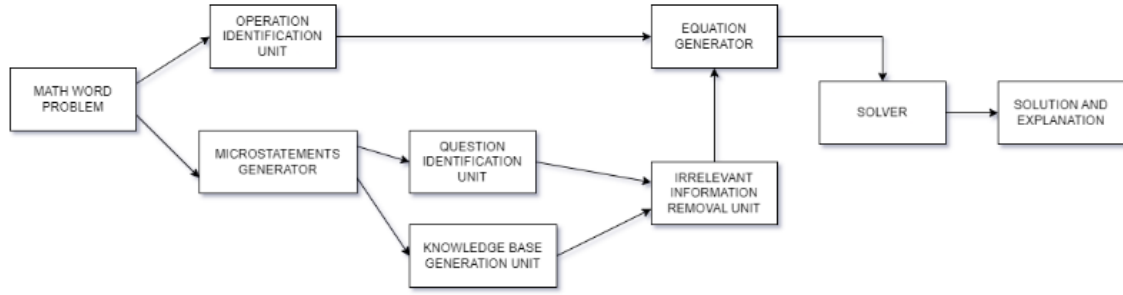 OPERATION
IDENTIFICATION
UNIT
EQUATION
GENERATOR
MATH WORD
PROBLEM
SOLVER
SOLUTION AND
EXPLANATION
MICROSTATEMENTS
GENERATOR
QUESTION
IDENTIFICATION
UNIT
IRRELEVANT
INFORMATION
REMOVAL UNIT
KNOWLEDGE BASE
GENERATION UNIT